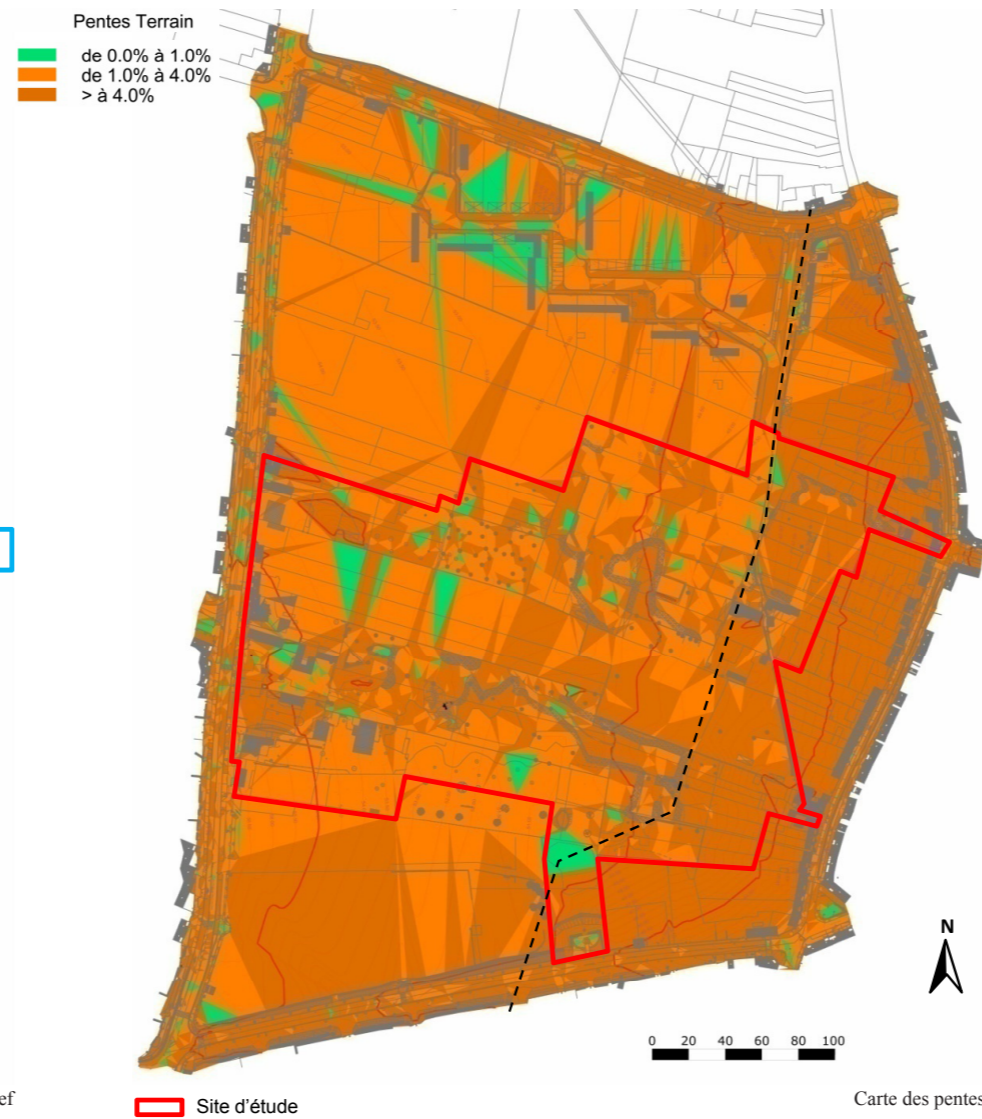 Pentes Terrain
de 0.0% à 1.0%
de 1.0% à 4.0%
> à 4.0%
N
0 20 40 60 80 100
ef
Site d'étude
Carte des pentes